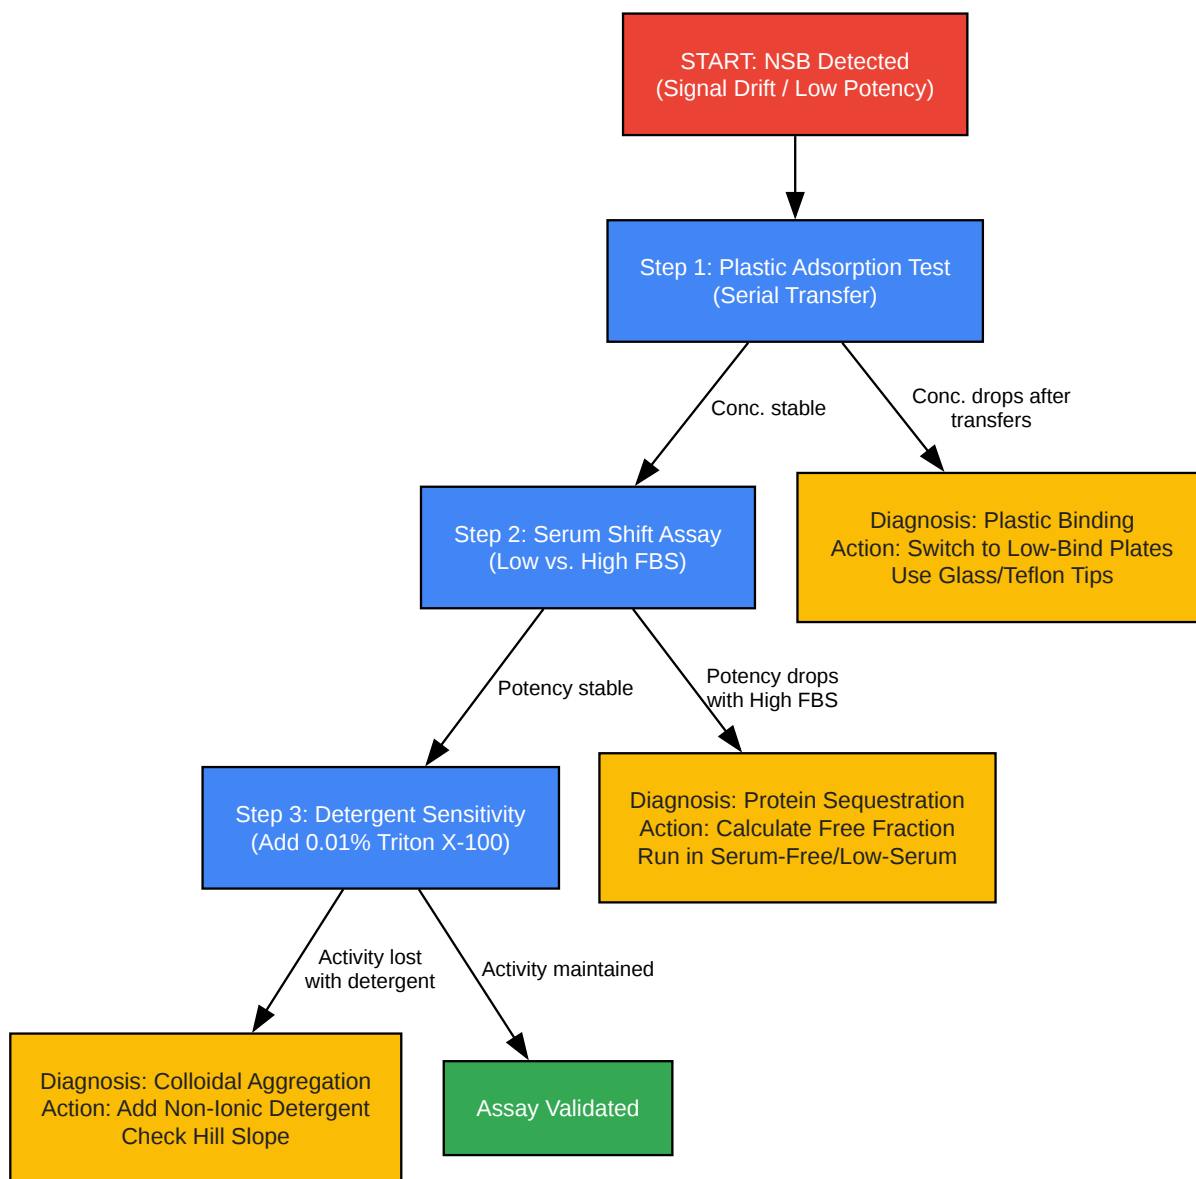 START: NSB Detected
(Signal Drift / Low Potency)
Step 1: Plastic Adsorption Test
(Serial Transfer)
Conc. stable
Conc. drops after
transfers
Step 2: Serum Shift Assay
(Low vs. High FBS)
Diagnosis: Plastic Binding
Action: Switch to Low-Bind Plates
Use Glass/Teflon Tips
Potency stable
Potency drops
with High FBS
Step 3: Detergent Sensitivity
(Add 0.01% Triton X-100)
Diagnosis: Protein Sequestration
Action: Calculate Free Fraction
Run in Serum-Free/Low-Serum
Activity lost
with detergent
Activity maintained
Diagnosis: Colloidal Aggregation
Action: Add Non-Ionic Detergent
Check Hill Slope
Assay Validated